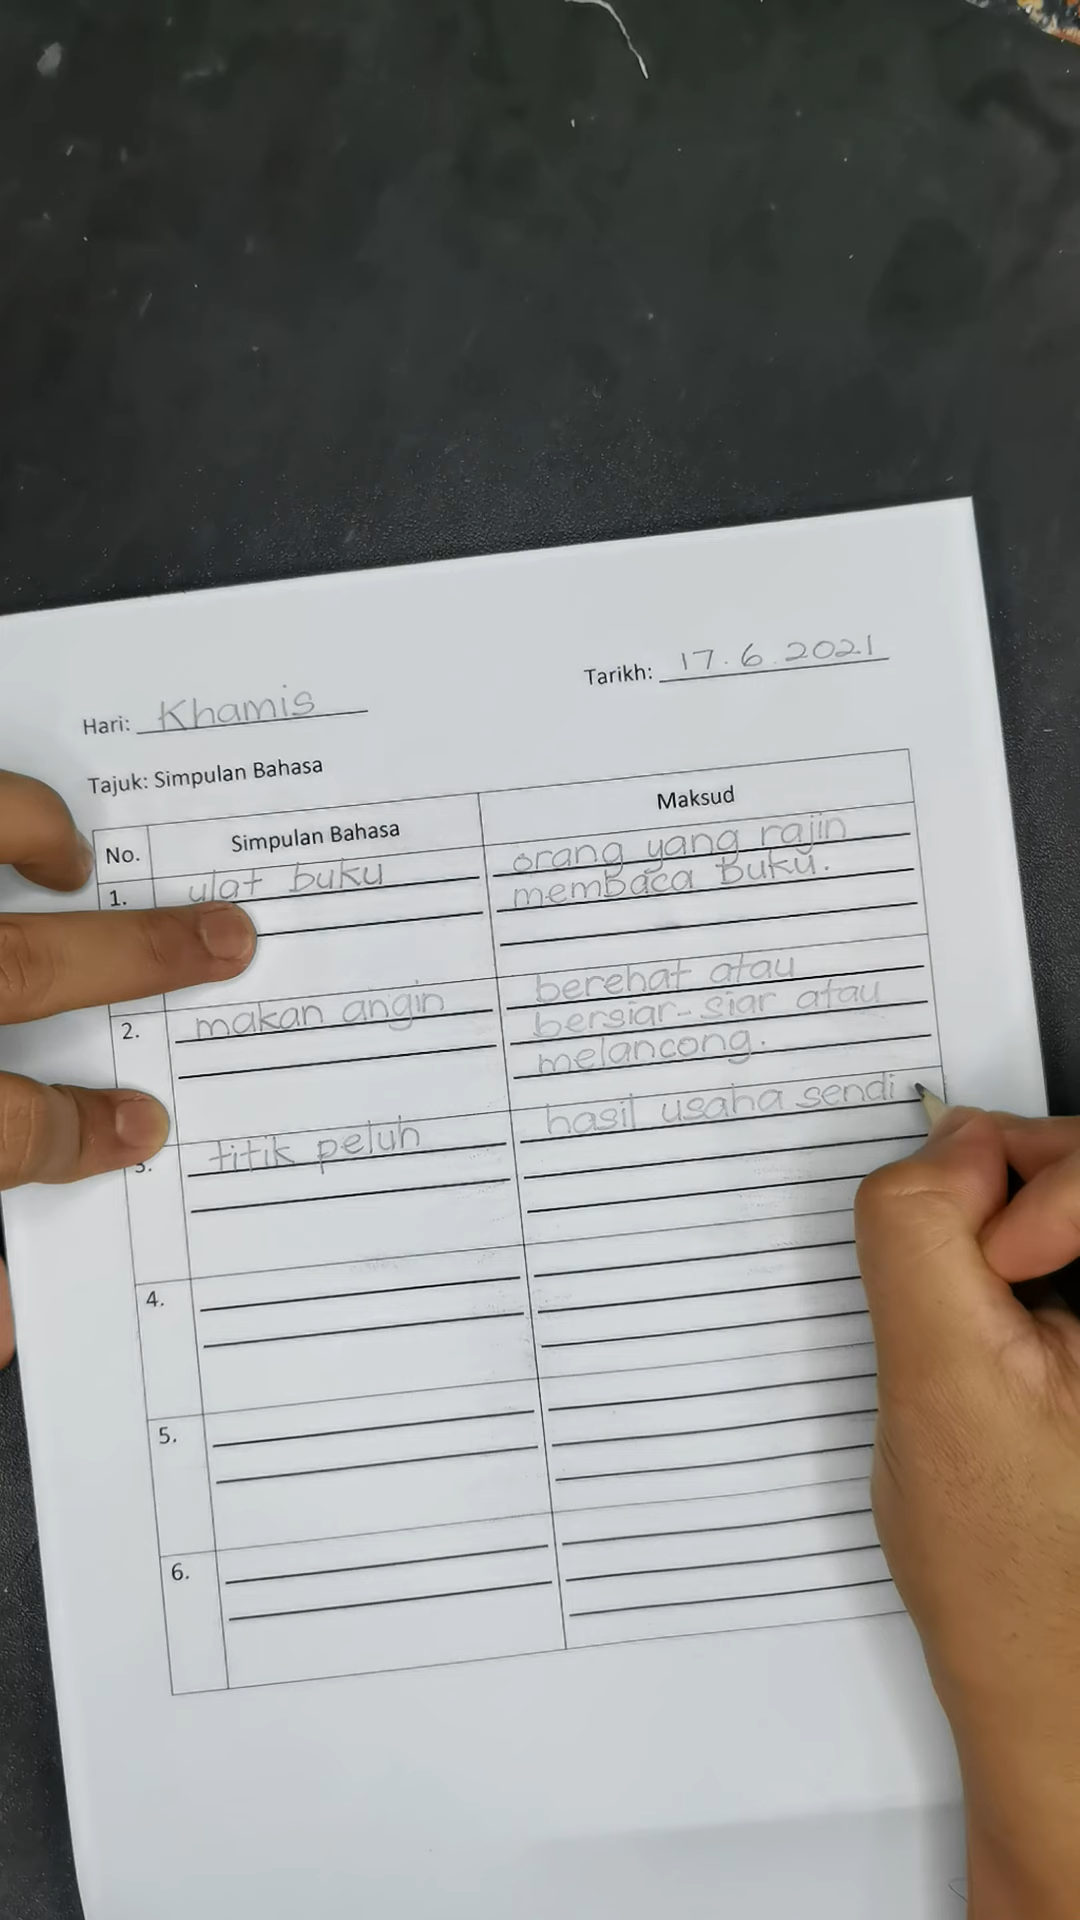 Hari: Khamis
Tarikh: 17.6.2021
Tajuk: Simpulan Bahasa
No. Simpulan Bahasa Maksud
1. ulat buku orang yang rajin
membaca buku.
2. makan angin berehat atau
bersiar-siar atau
melancong.
3. titik peluh hasil usaha sendi
4.
5.
6.